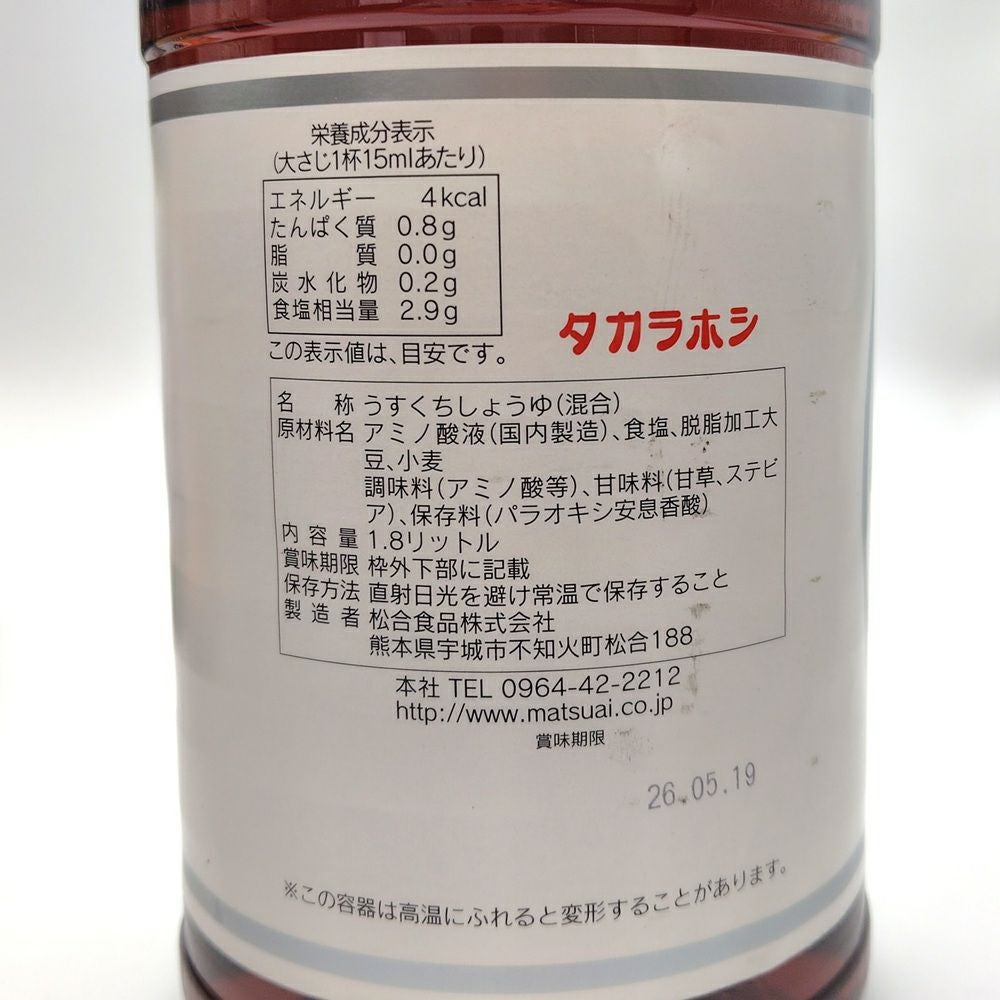 栄養成分表示
(大さじ1杯15mlあたり)
エネルギー 4kcal
たんぱく質 0.8g
脂質 0.0g
炭水化物 0.2g
食塩相当量 2.9g
この表示値は、目安です。
タカラホシ
名称 うすくちしょうゆ(混合)
原材料名 アミノ酸液(国内製造)、食塩、脱脂加工大
豆、小麦
調味料(アミノ酸等)、甘味料(甘草、ステビ
ア)、保存料(パラオキシ安息香酸)
内容量 1.8リットル
賞味期限 枠外下部に記載
保存方法 直射日光を避け常温で保存すること
製造者 松合食品株式会社
熊本県宇城市不知火町松合188
本社 TEL 0964-42-2212
http://www.matsuai.co.jp
賞味期限
26.05.19
※この容器は高温にふれると変形することがあります。